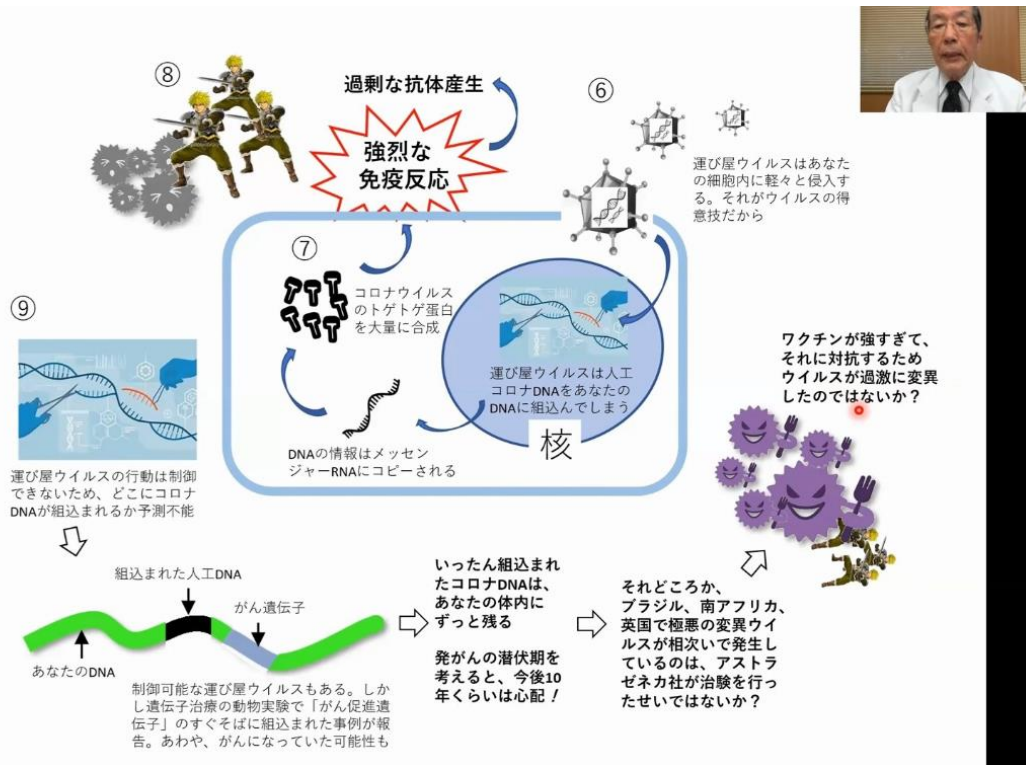 ⑧
過剰な抗体産生
強烈な
免疫反応
⑥
運び屋ウイルスはあなた
の細胞内に軽々と侵入す
る。それがウイルスの得
意技だから
⑦
コロナウイルス
のトゲトゲ蛋白
を大量に合成
運び屋ウイルスは人工
コロナDNAをあなたの
DNAに組込んでしまう
核
DNAの情報はメッセン
ジャーRNAにコピーされる
⑨
運び屋ウイルスの行動は制御
できないため、どこにコロナ
DNAが組込まれるか予測不能
組込まれた人工DNA
がん遺伝子
あなたのDNA
制御可能な運び屋ウイルスもある。しか
し遺伝子治療の動物実験で「がん促進遺
伝子」のすぐそばに組込まれた事例が報
告。あわや、がんになっていた可能性も
いったん組込まれ
たコロナDNAは、
あなたの体内に
ずっと残る
発がんの潜伏期を
考えると、今後10
年くらいは心配！
それどころか、
ブラジル、南アフリカ、
英国で極悪の変異ウイ
ルスが相次いで発生し
ているのは、アストラ
ゼネカ社が治験を行っ
たせいではないか？
ワクチンが強すぎて、
それに対抗するため
ウイルスが過激に変異
したのではないか？